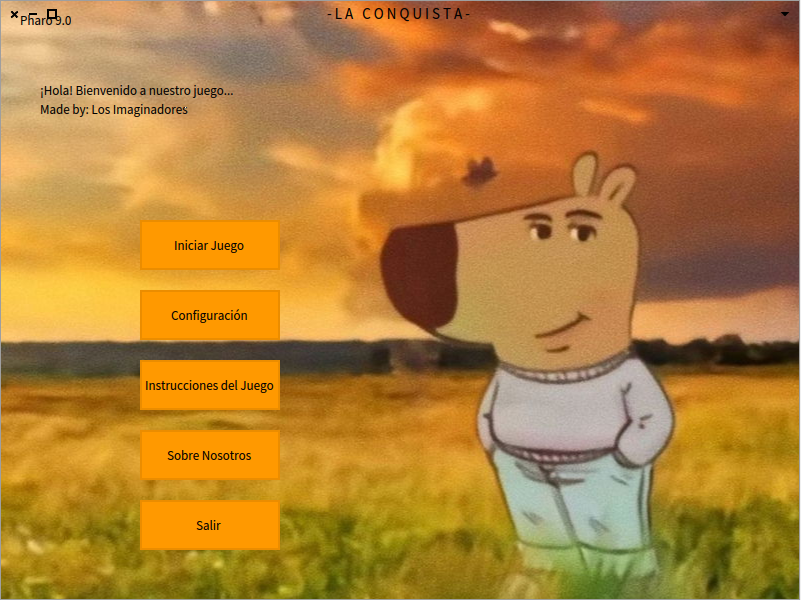 -LA CONQUISTA-
Pharo 9.0
¡Hola! Bienvenido a nuestro juego...
Made by: Los Imaginadores
Iniciar Juego
Configuración
Instrucciones del Juego
Sobre Nosotros
Salir